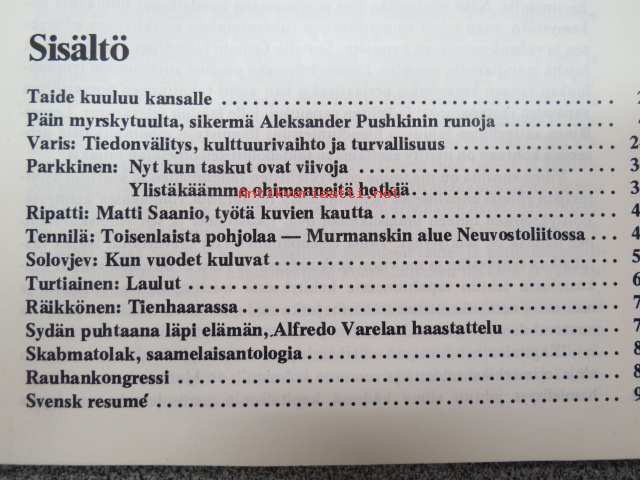 Sisältö
Taide kuuluu kansalle
Päin myrskytuulta, sikermä Aleksander Pushkinin runoja
Varis: Tiedonvälitys, kulttuurivaihto ja turvallisuus
Parkkinen: Nyt kun taskut ovat viivoja
Ylistäkäämme ohimenneitä hetkiä
Ripatti: Matti Saanio, työtä kuvien kautta
Tennilä: Toisenlaista pohjolaa — Murmanskin alue Neuvostoliitossa
Solovjev: Kun vuodet kuluvat
Turtiainen: Laulut
Räikkönen: Tienhaarassa
Sydän puhtaana läpi elämän, Alfredo Varelan haastattelu
Skabmatolak, saamelaisantologia
Rauhankongressi
Svensk resumé